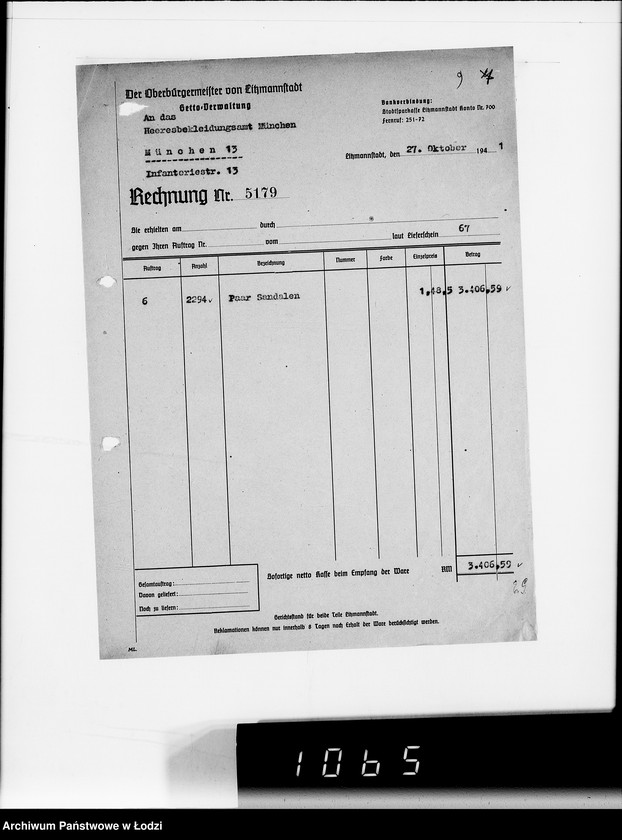 9
Der Oberbürgermeister von Litzmannstadt
Getto-Verwaltung
Bankverbindung:
Stadtsparkasse Litzmannstadt Konto Nr. 700
Fernruf: 251-72
An das
Heeresbekleidungsamt München
München 13
Infanteriestr. 13
Litzmannstadt, den 27. Oktober 1941
Rechnung Nr. 5179
Sie erhielten am durch
gegen Ihren Auftrag Nr. vom laut Lieferschein 67
Auftrag Anzahl Bezeichnung Nummer Farbe Einzelpreis Betrag
6 2294 Paar Sandalen 1,48,5 3.406,59
Sofortige netto Kasse beim Empfang der Ware RM 3.406,59
Gesamtauftrag:
Davon geliefert:
Noch zu liefern:
Gerichtsstand für beide Teile Litzmannstadt.
Reklamationen können nur innerhalb 8 Tagen nach Erhalt der Ware berücksichtigt werden.
ML.
1065
Archiwum Państwowe w Łodzi